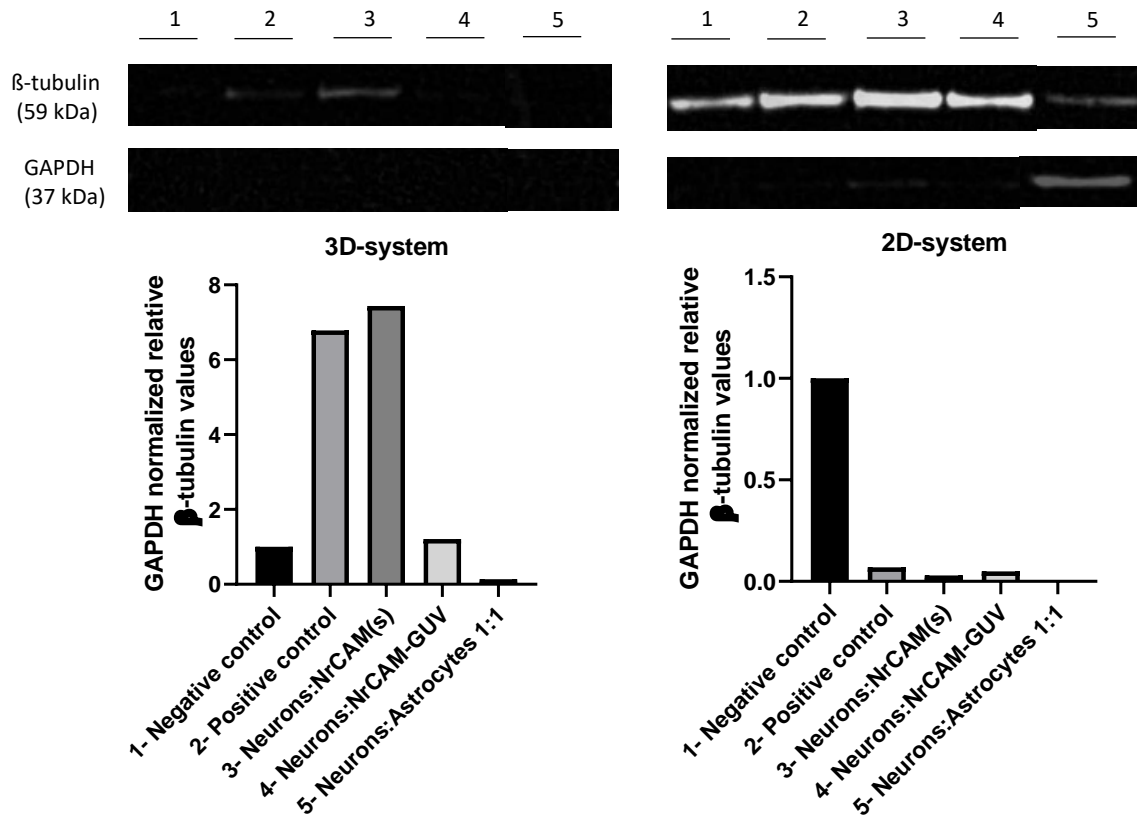 1 2 3 4 5
1 2 3 4 5
ß-tubulin
(59 kDa)
GAPDH
(37 kDa)
3D-system
2D-system
GAPDH normalized relative
β-tubulin values
8
6
4
2
0
1- Negative control
2- Positive control
3- Neurons:NrCAM(s)
4- Neurons:NrCAM-GUV
5- Neurons:Astrocytes 1:1
GAPDH normalized relative
β-tubulin values
1.5
1.0
0.5
0.0
1- Negative control
2- Positive control
3- Neurons:NrCAM(s)
4- Neurons:NrCAM-GUV
5- Neurons:Astrocytes 1:1